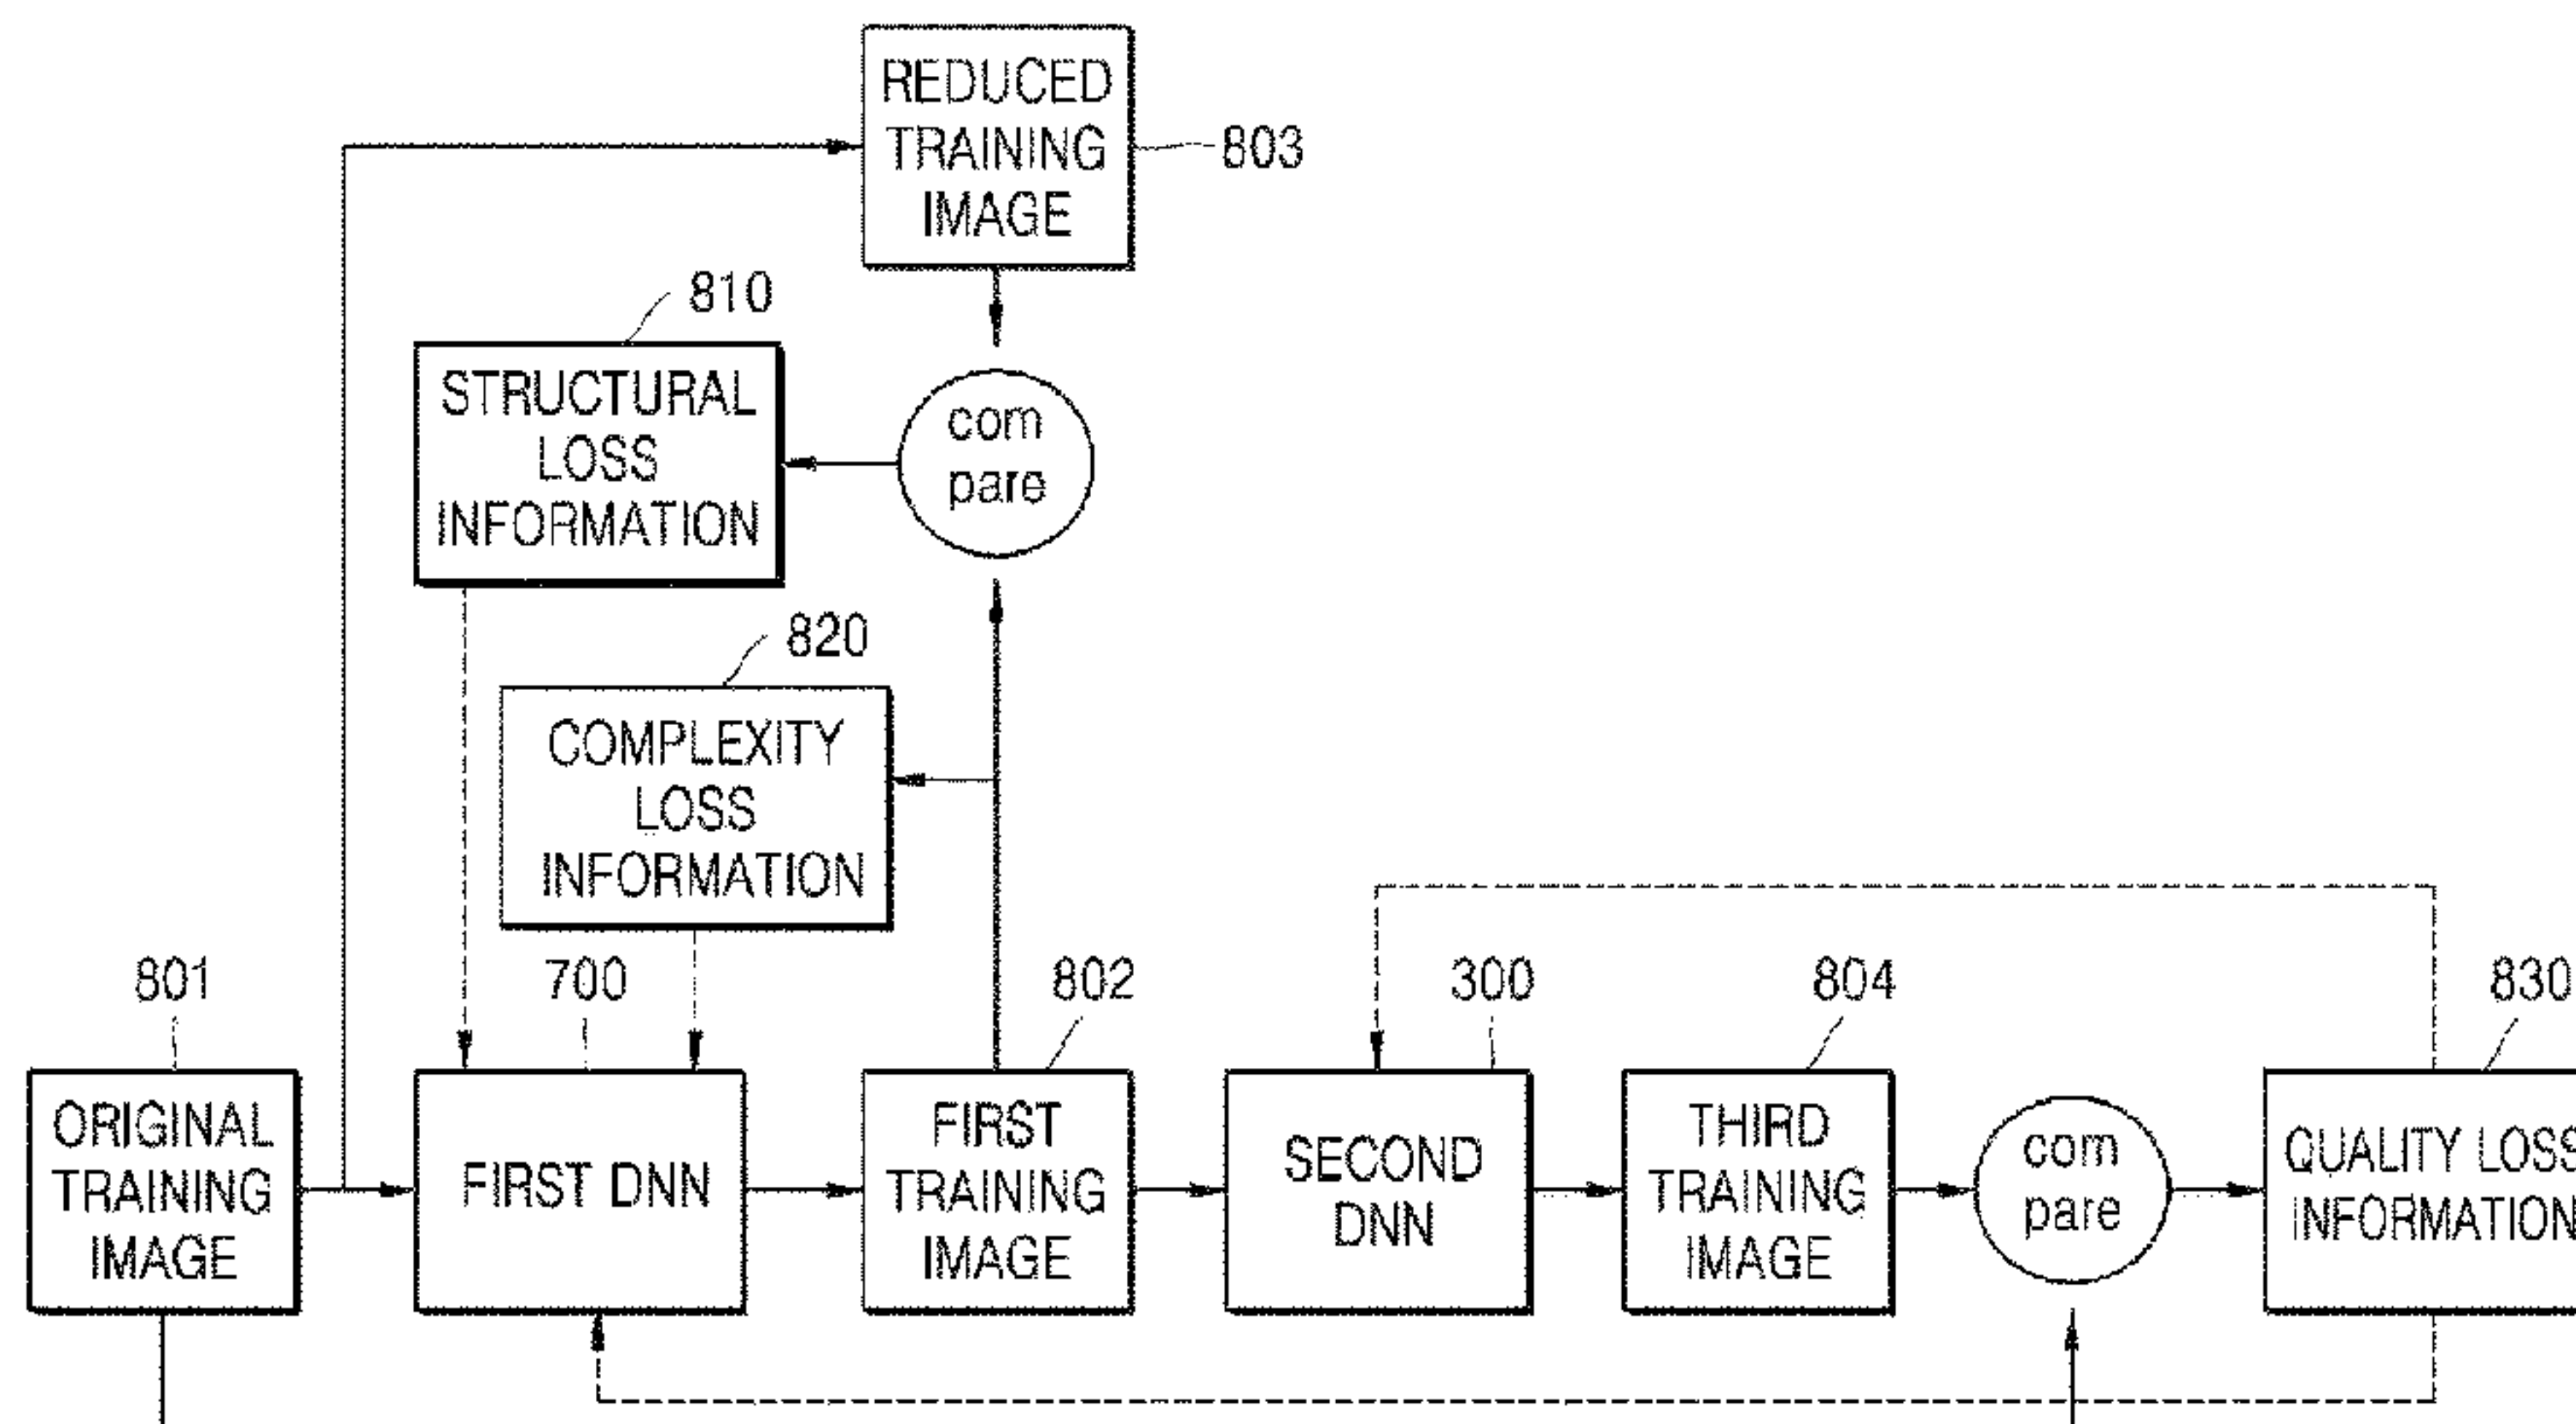 REDUCED
TRAINING
IMAGE
803
810
STRUCTURAL
LOSS
INFORMATION
com
pare
820
COMPLEXITY
LOSS
INFORMATION
801
700
802
300
804
830
ORIGINAL
TRAINING
IMAGE
FIRST DNN
FIRST
TRAINING
IMAGE
SECOND
DNN
THIRD
TRAINING
IMAGE
com
pare
QUALITY LOSS
INFORMATION